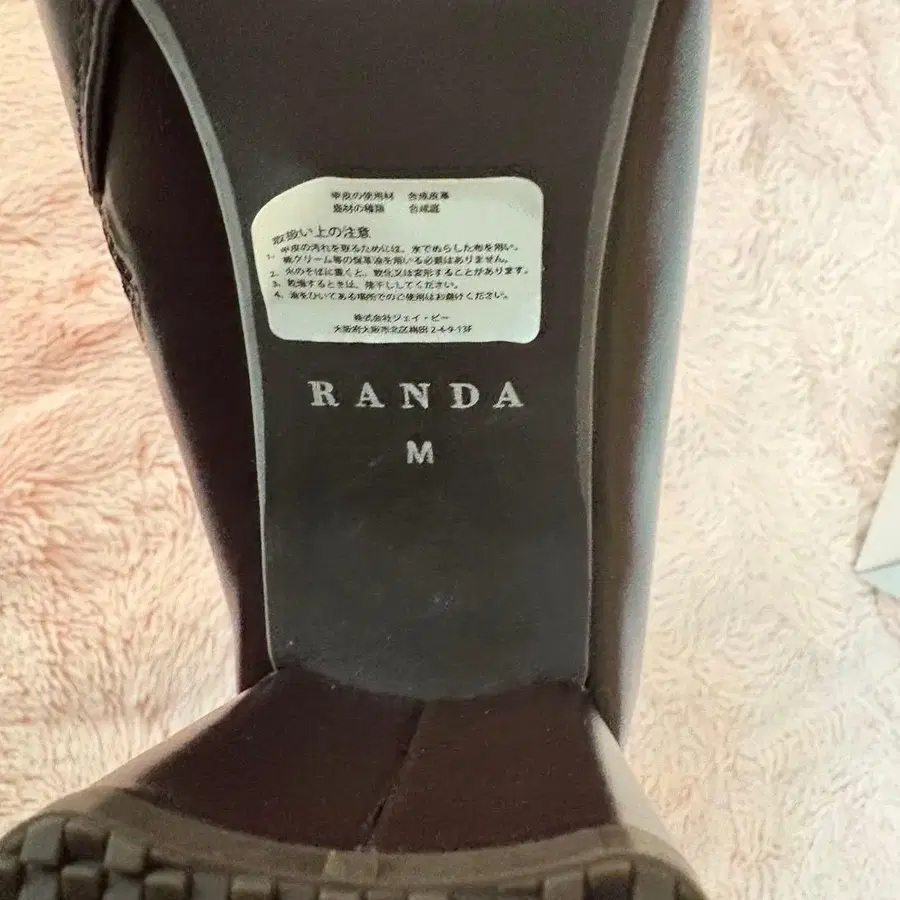 甲皮の使用材 合成皮革
底材の種類 合成底
取扱い上の注意
1. 甲皮の汚れを取るためには、水でぬらした布を用い、
靴クリーム等の保革油を用いる必要はありません。
2. 火のそばに置くと、軟化又は変形することがあります。
3. 乾燥するときは、陰干ししてください。
4. 油をひいてある場所でのご使用はお避けください。
株式会社ジェイ・ビー
大阪府大阪市北区梅田 2-4-9-13F
RANDA
M